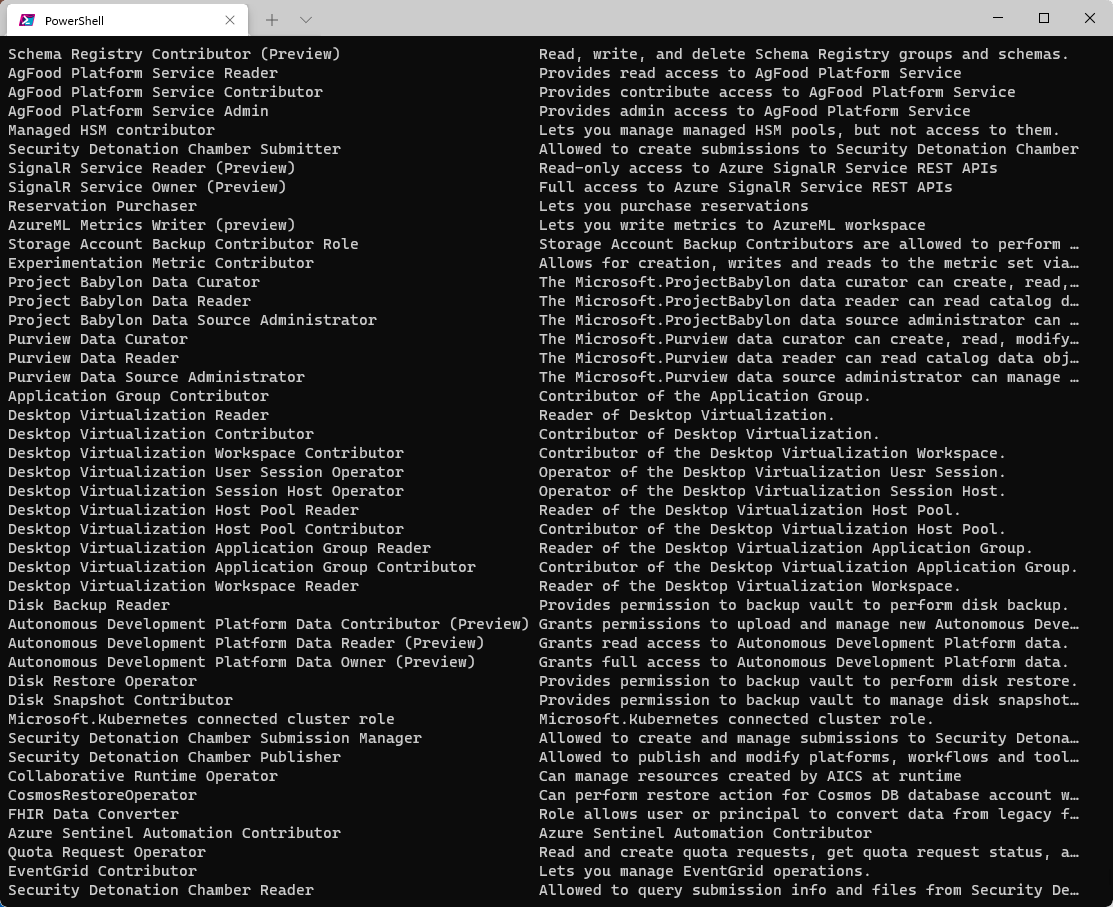 PowerShell
Schema Registry Contributor (Preview) Read, write, and delete Schema Registry groups and schemas.
AgFood Platform Service Reader Provides read access to AgFood Platform Service
AgFood Platform Service Contributor Provides contribute access to AgFood Platform Service
AgFood Platform Service Admin Provides admin access to AgFood Platform Service
Managed HSM contributor Lets you manage managed HSM pools, but not access to them.
Security Detonation Chamber Submitter Allowed to create submissions to Security Detonation Chamber
SignalR Service Reader (Preview) Read-only access to Azure SignalR Service REST APIs
SignalR Service Owner (Preview) Full access to Azure SignalR Service REST APIs
Reservation Purchaser Lets you purchase reservations
AzureML Metrics Writer (preview) Lets you write metrics to AzureML workspace
Storage Account Backup Contributor Role Storage Account Backup Contributors are allowed to perform …
Experimentation Metric Contributor Allows for creation, writes and reads to the metric set via…
Project Babylon Data Curator The Microsoft.ProjectBabylon data curator can create, read,…
Project Babylon Data Reader The Microsoft.ProjectBabylon data reader can read catalog d…
Project Babylon Data Source Administrator The Microsoft.ProjectBabylon data source administrator can …
Purview Data Curator The Microsoft.Purview data curator can create, read, modify…
Purview Data Reader The Microsoft.Purview data reader can read catalog data obj…
Purview Data Source Administrator The Microsoft.Purview data source administrator can manage …
Application Group Contributor Contributor of the Application Group.
Desktop Virtualization Reader Reader of Desktop Virtualization.
Desktop Virtualization Contributor Contributor of Desktop Virtualization.
Desktop Virtualization Workspace Contributor Contributor of the Desktop Virtualization Workspace.
Desktop Virtualization User Session Operator Operator of the Desktop Virtualization Uesr Session.
Desktop Virtualization Session Host Operator Operator of the Desktop Virtualization Session Host.
Desktop Virtualization Host Pool Reader Reader of the Desktop Virtualization Host Pool.
Desktop Virtualization Host Pool Contributor Contributor of the Desktop Virtualization Host Pool.
Desktop Virtualization Application Group Reader Reader of the Desktop Virtualization Application Group.
Desktop Virtualization Application Group Contributor Contributor of the Desktop Virtualization Application Group.
Desktop Virtualization Workspace Reader Reader of the Desktop Virtualization Workspace.
Disk Backup Reader Provides permission to backup vault to perform disk backup.
Autonomous Development Platform Data Contributor (Preview) Grants permissions to upload and manage new Autonomous Deve…
Autonomous Development Platform Data Reader (Preview) Grants read access to Autonomous Development Platform data.
Autonomous Development Platform Data Owner (Preview) Grants full access to Autonomous Development Platform data.
Disk Restore Operator Provides permission to backup vault to perform disk restore.
Disk Snapshot Contributor Provides permission to backup vault to manage disk snapshot…
Microsoft.Kubernetes connected cluster role Microsoft.Kubernetes connected cluster role.
Security Detonation Chamber Submission Manager Allowed to create and manage submissions to Security Detona…
Security Detonation Chamber Publisher Allowed to publish and modify platforms, workflows and tool…
Collaborative Runtime Operator Can manage resources created by AICS at runtime
CosmosRestoreOperator Can perform restore action for Cosmos DB database account w…
FHIR Data Converter Role allows user or principal to convert data from legacy f…
Azure Sentinel Automation Contributor Azure Sentinel Automation Contributor
Quota Request Operator Read and create quota requests, get quota request status, a…
EventGrid Contributor Lets you manage EventGrid operations.
Security Detonation Chamber Reader Allowed to query submission info and files from Security De…